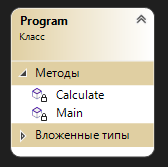 Program
Класс
Методы
Calculate
Main
Вложенные типы